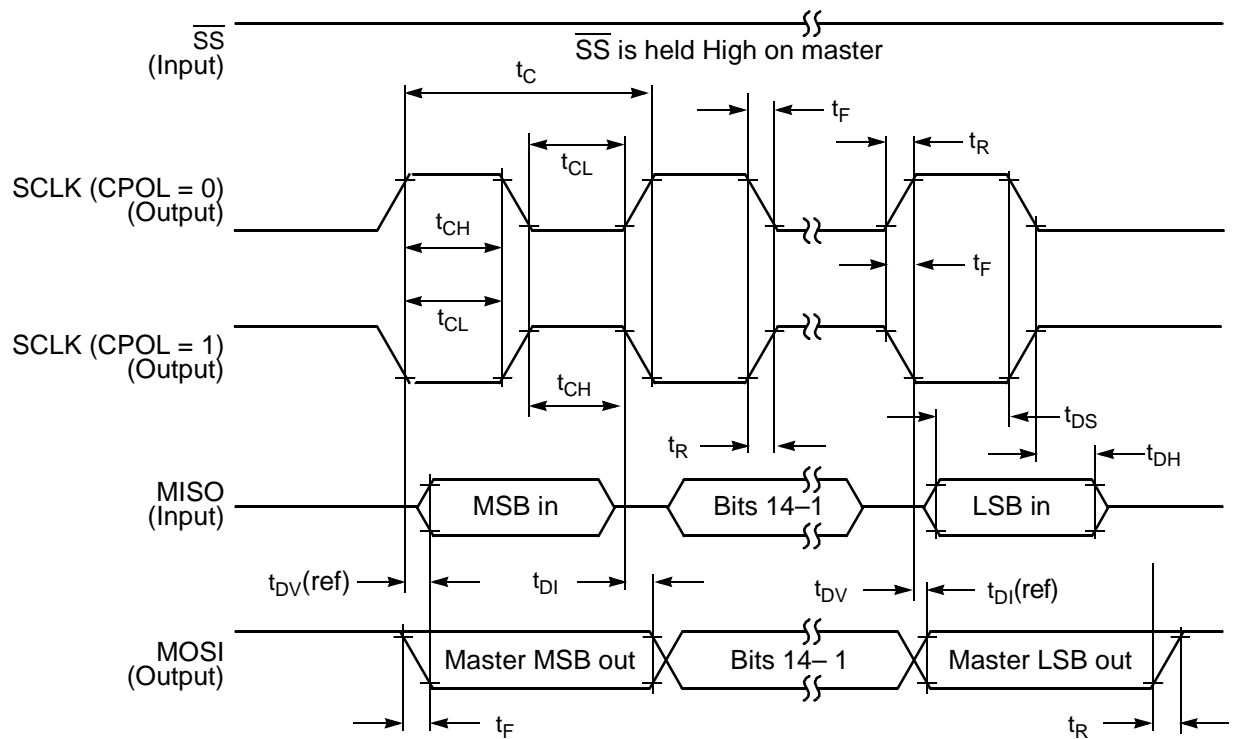 SS
(Input)
SS is held High on master
tC
tF
tR
tCL
SCLK (CPOL = 0)
(Output)
tCH
tF
tCL
SCLK (CPOL = 1)
(Output)
tCH
tDS
tR
tDH
MISO
(Input)
MSB in
Bits 14–1
LSB in
tDV(ref)
tDI
tDV
tDI(ref)
MOSI
(Output)
Master MSB out
Bits 14– 1
Master LSB out
tF
tR